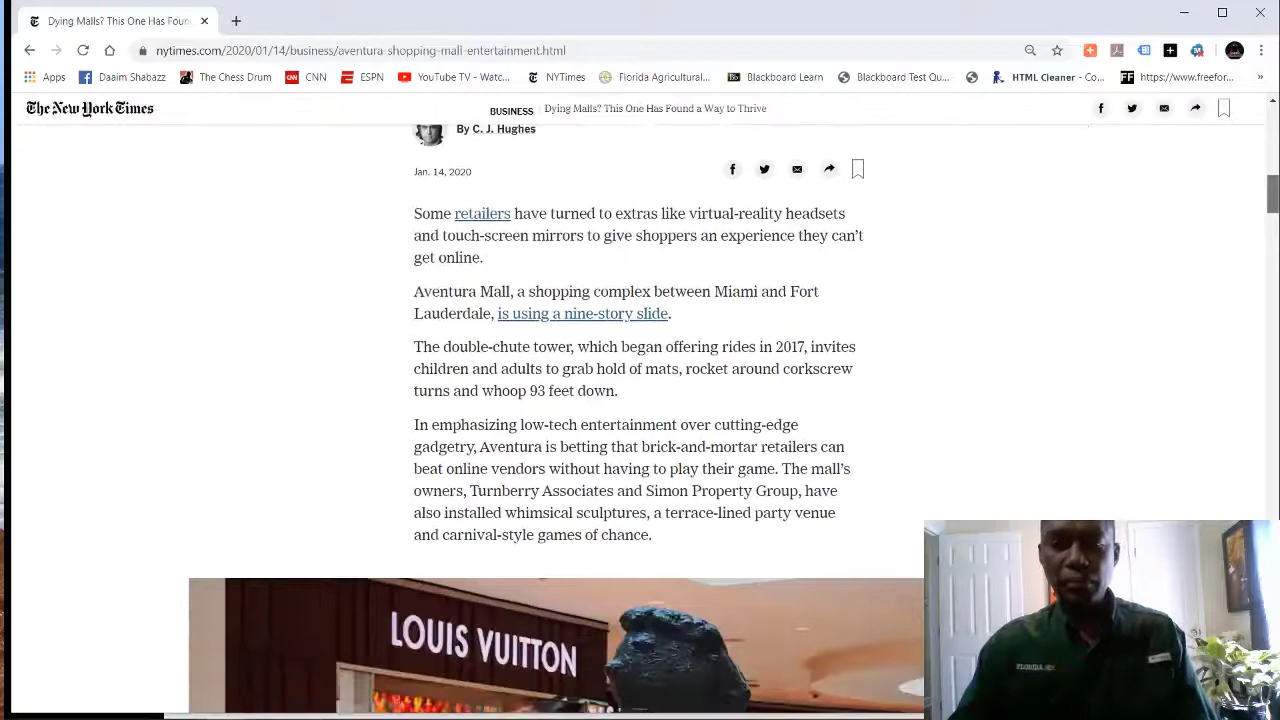 Dying Malls? This One Has Foun
nytimes.com/2020/01/14/business/aventura-shopping-mall-entertainment.html
Apps Daaim Shabazz The Chess Drum CNN ESPN YouTube TV - Watc... NYTimes Florida Agricultural... Blackboard Learn Blackboard Test Qu... HTML Cleaner - Co... https://www.freefor...
The New York Times BUSINESS | Dying Malls? This One Has Found a Way to Thrive
By C. J. Hughes
Jan. 14, 2020
Some retailers have turned to extras like virtual-reality headsets
and touch-screen mirrors to give shoppers an experience they can't
get online.
Aventura Mall, a shopping complex between Miami and Fort
Lauderdale, is using a nine-story slide.
The double-chute tower, which began offering rides in 2017, invites
children and adults to grab hold of mats, rocket around corkscrew
turns and whoop 93 feet down.
In emphasizing low-tech entertainment over cutting-edge
gadgetry, Aventura is betting that brick-and-mortar retailers can
beat online vendors without having to play their game. The mall's
owners, Turnberry Associates and Simon Property Group, have
also installed whimsical sculptures, a terrace-lined party venue
and carnival-style games of chance.
LOUIS VUITTON
FLORIDA